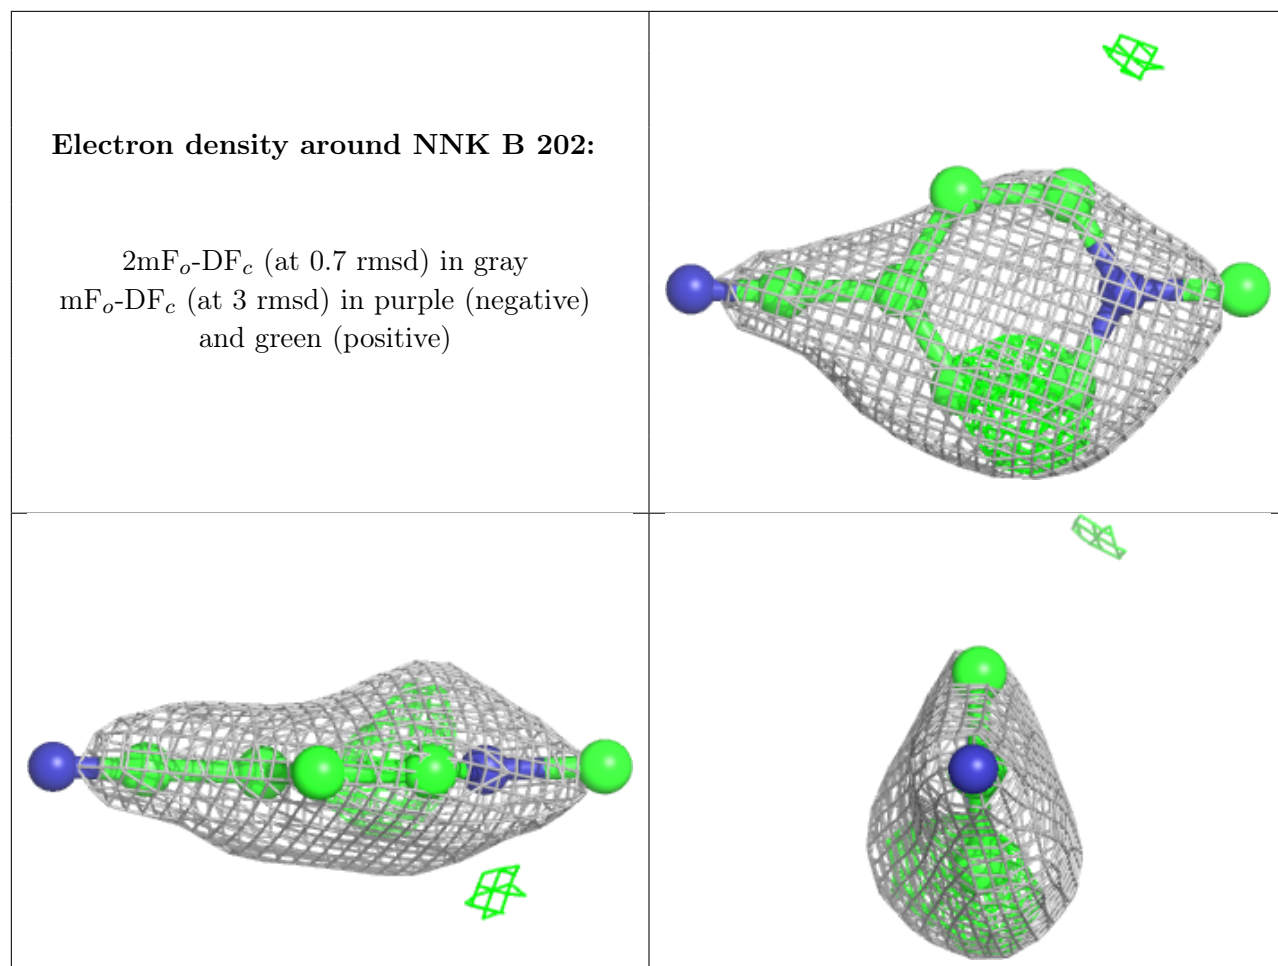 Electron density around NNK B 202:
2mFo-DFc (at 0.7 rmsd) in gray
mFo-DFc (at 3 rmsd) in purple (negative)
and green (positive)